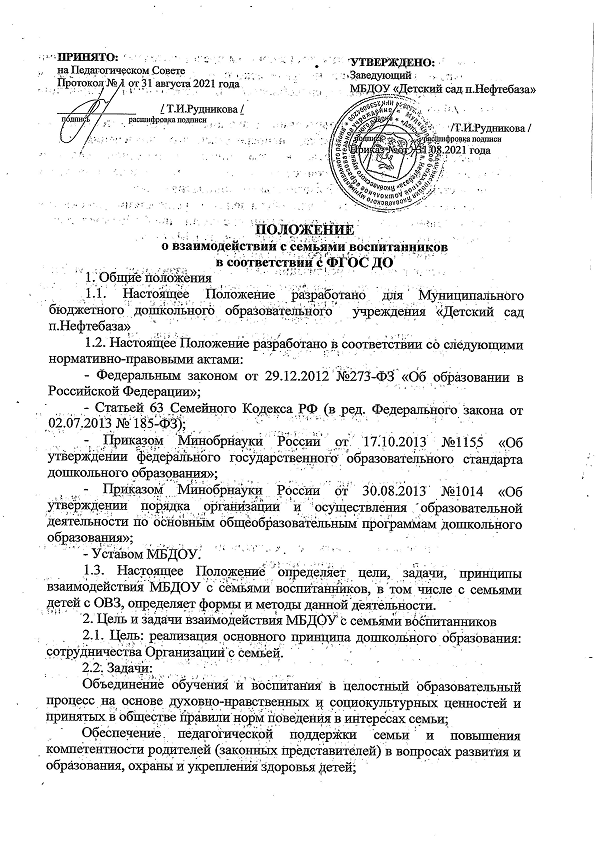 ПРИНЯТО:
на Педагогическом Совете
Протокол № 1 от 31 августа 2021 года
/ Т.И.Рудникова /
подпись расшифровка подписи
УТВЕРЖДЕНО:
Заведующий
МБДОУ «Детский сад п.Нефтебаза»
/Т.И.Рудникова /
подпись расшифровка подписи
Приказ № от 31.08.2021 года
ПОЛОЖЕНИЕ
о взаимодействии с семьями воспитанников
в соответствии с ФГОС ДО
1. Общие положения
1.1. Настоящее Положение разработано для Муниципального
бюджетного дошкольного образовательного учреждения «Детский сад
п.Нефтебаза»
1.2. Настоящее Положение разработано в соответствии со следующими
нормативно-правовыми актами:
- Федеральным законом от 29.12.2012 №273-ФЗ «Об образовании в
Российской Федерации»;
- Статьей 63 Семейного Кодекса РФ (в ред. Федерального закона от
02.07.2013 № 185-ФЗ);
- Приказом Минобрнауки России от 17.10.2013 №1155 «Об
утверждении федерального государственного образовательного стандарта
дошкольного образования»;
- Приказом Минобрнауки России от 30.08.2013 №1014 «Об
утверждении порядка организации и осуществления образовательной
деятельности по основным общеобразовательным программам дошкольного
образования»;
- Уставом МБДОУ.
1.3. Настоящее Положение определяет цели, задачи, принципы
взаимодействия МБДОУ с семьями воспитанников, в том числе с семьями
детей с ОВЗ, определяет формы и методы данной деятельности.
2. Цель и задачи взаимодействия МБДОУ с семьями воспитанников
2.1. Цель: реализация основного принципа дошкольного образования:
сотрудничества Организации с семьей.
2.2. Задачи:
Объединение обучения и воспитания в целостный образовательный
процесс на основе духовно-нравственных и социокультурных ценностей и
принятых в обществе правили норм поведения в интересах семьи;
Обеспечение педагогической поддержки семьи и повышения
компетентности родителей (законных представителей) в вопросах развития и
образования, охраны и укрепления здоровья детей;